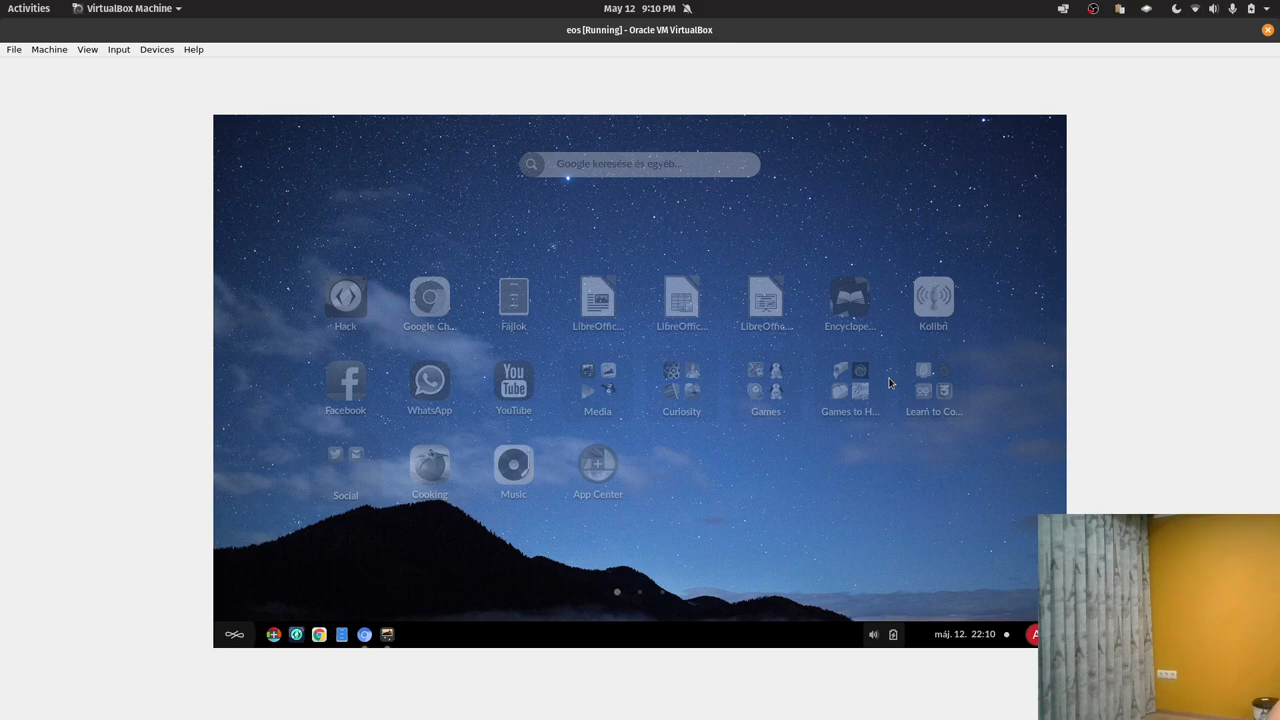 Activities VirtualBox Machine May 12 9:10 PM
eos [Running] - Oracle VM VirtualBox
File Machine View Input Devices Help
Google keresése és egyéb...
Hack Google Ch... Fájlok LibreOffic... LibreOffic... LibreOffic... Encyclope... Kolibri
You
Tube
Facebook WhatsApp YouTube Media Curiosity Games Games to H... Learn to Co...
Social Cooking Music App Center
máj. 12. 22:10